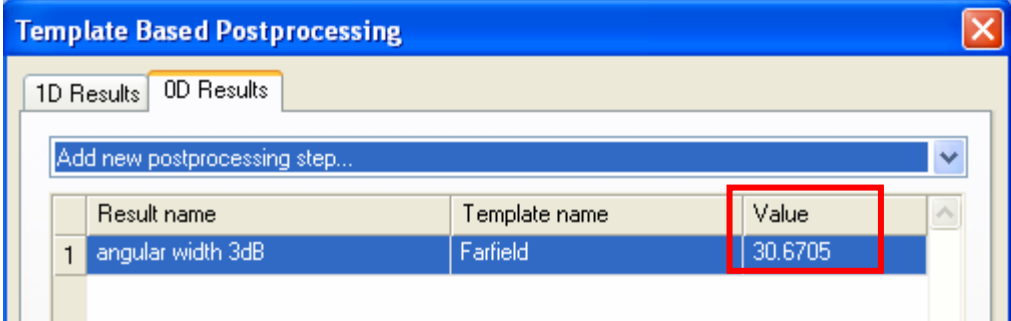 Template Based Postprocessing
1D Results 0D Results
Add new postprocessing step...
Result name Template name Value
1 angular width 3dB Farfield 30.6705